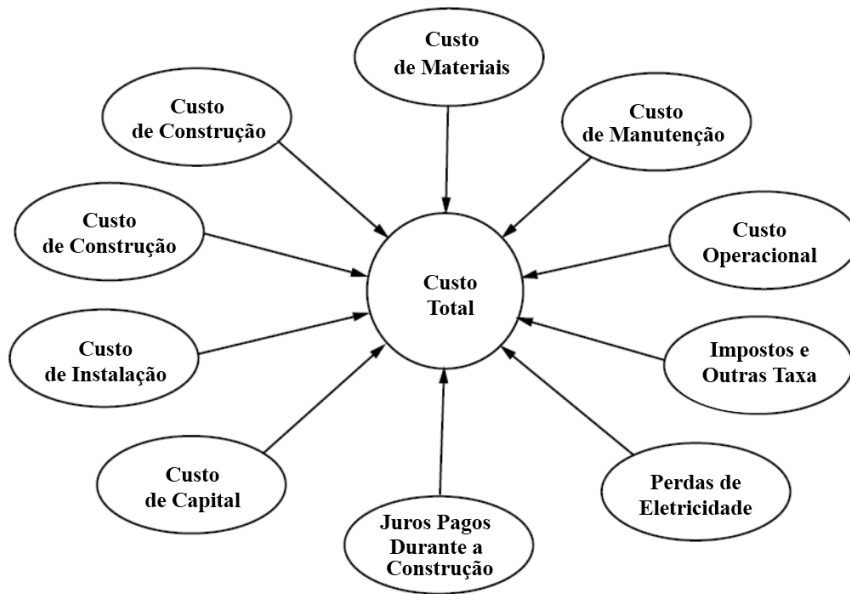 Custo
de Materiais
Custo
de Construção
Custo
de Manutenção
Custo
de Construção
Custo
Operacional
Custo
Total
Custo
de Instalação
Impostos e
Outras Taxa
Custo
de Capital
Perdas de
Eletricidade
Juros Pagos
Durante a
Construção